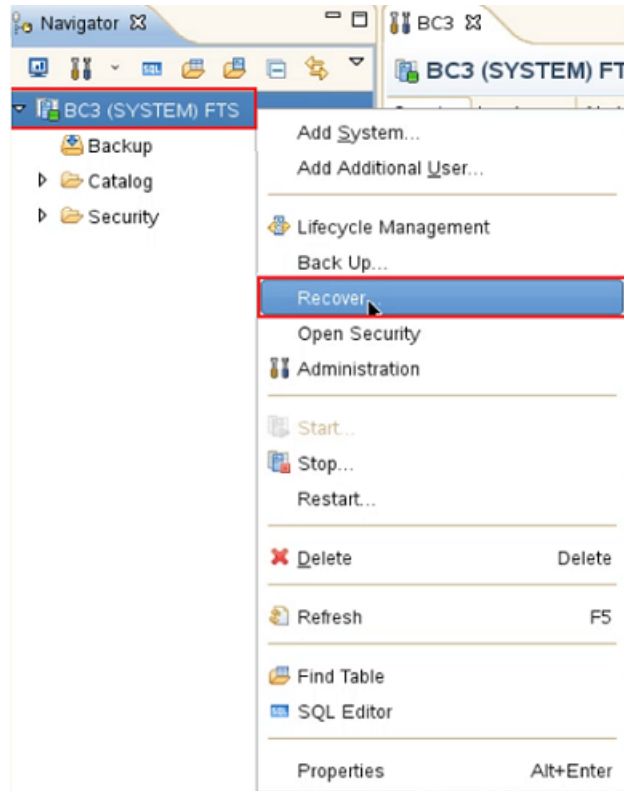 Navigator
BC3
BC3 (SYSTEM) FT
BC3 (SYSTEM) FTS
Backup
Catalog
Security
Add System...
Add Additional User...
Lifecycle Management
Back Up...
Recover...
Open Security
Administration
Start...
Stop...
Restart...
Delete Delete
Refresh F5
Find Table
SQL Editor
Properties Alt+Enter